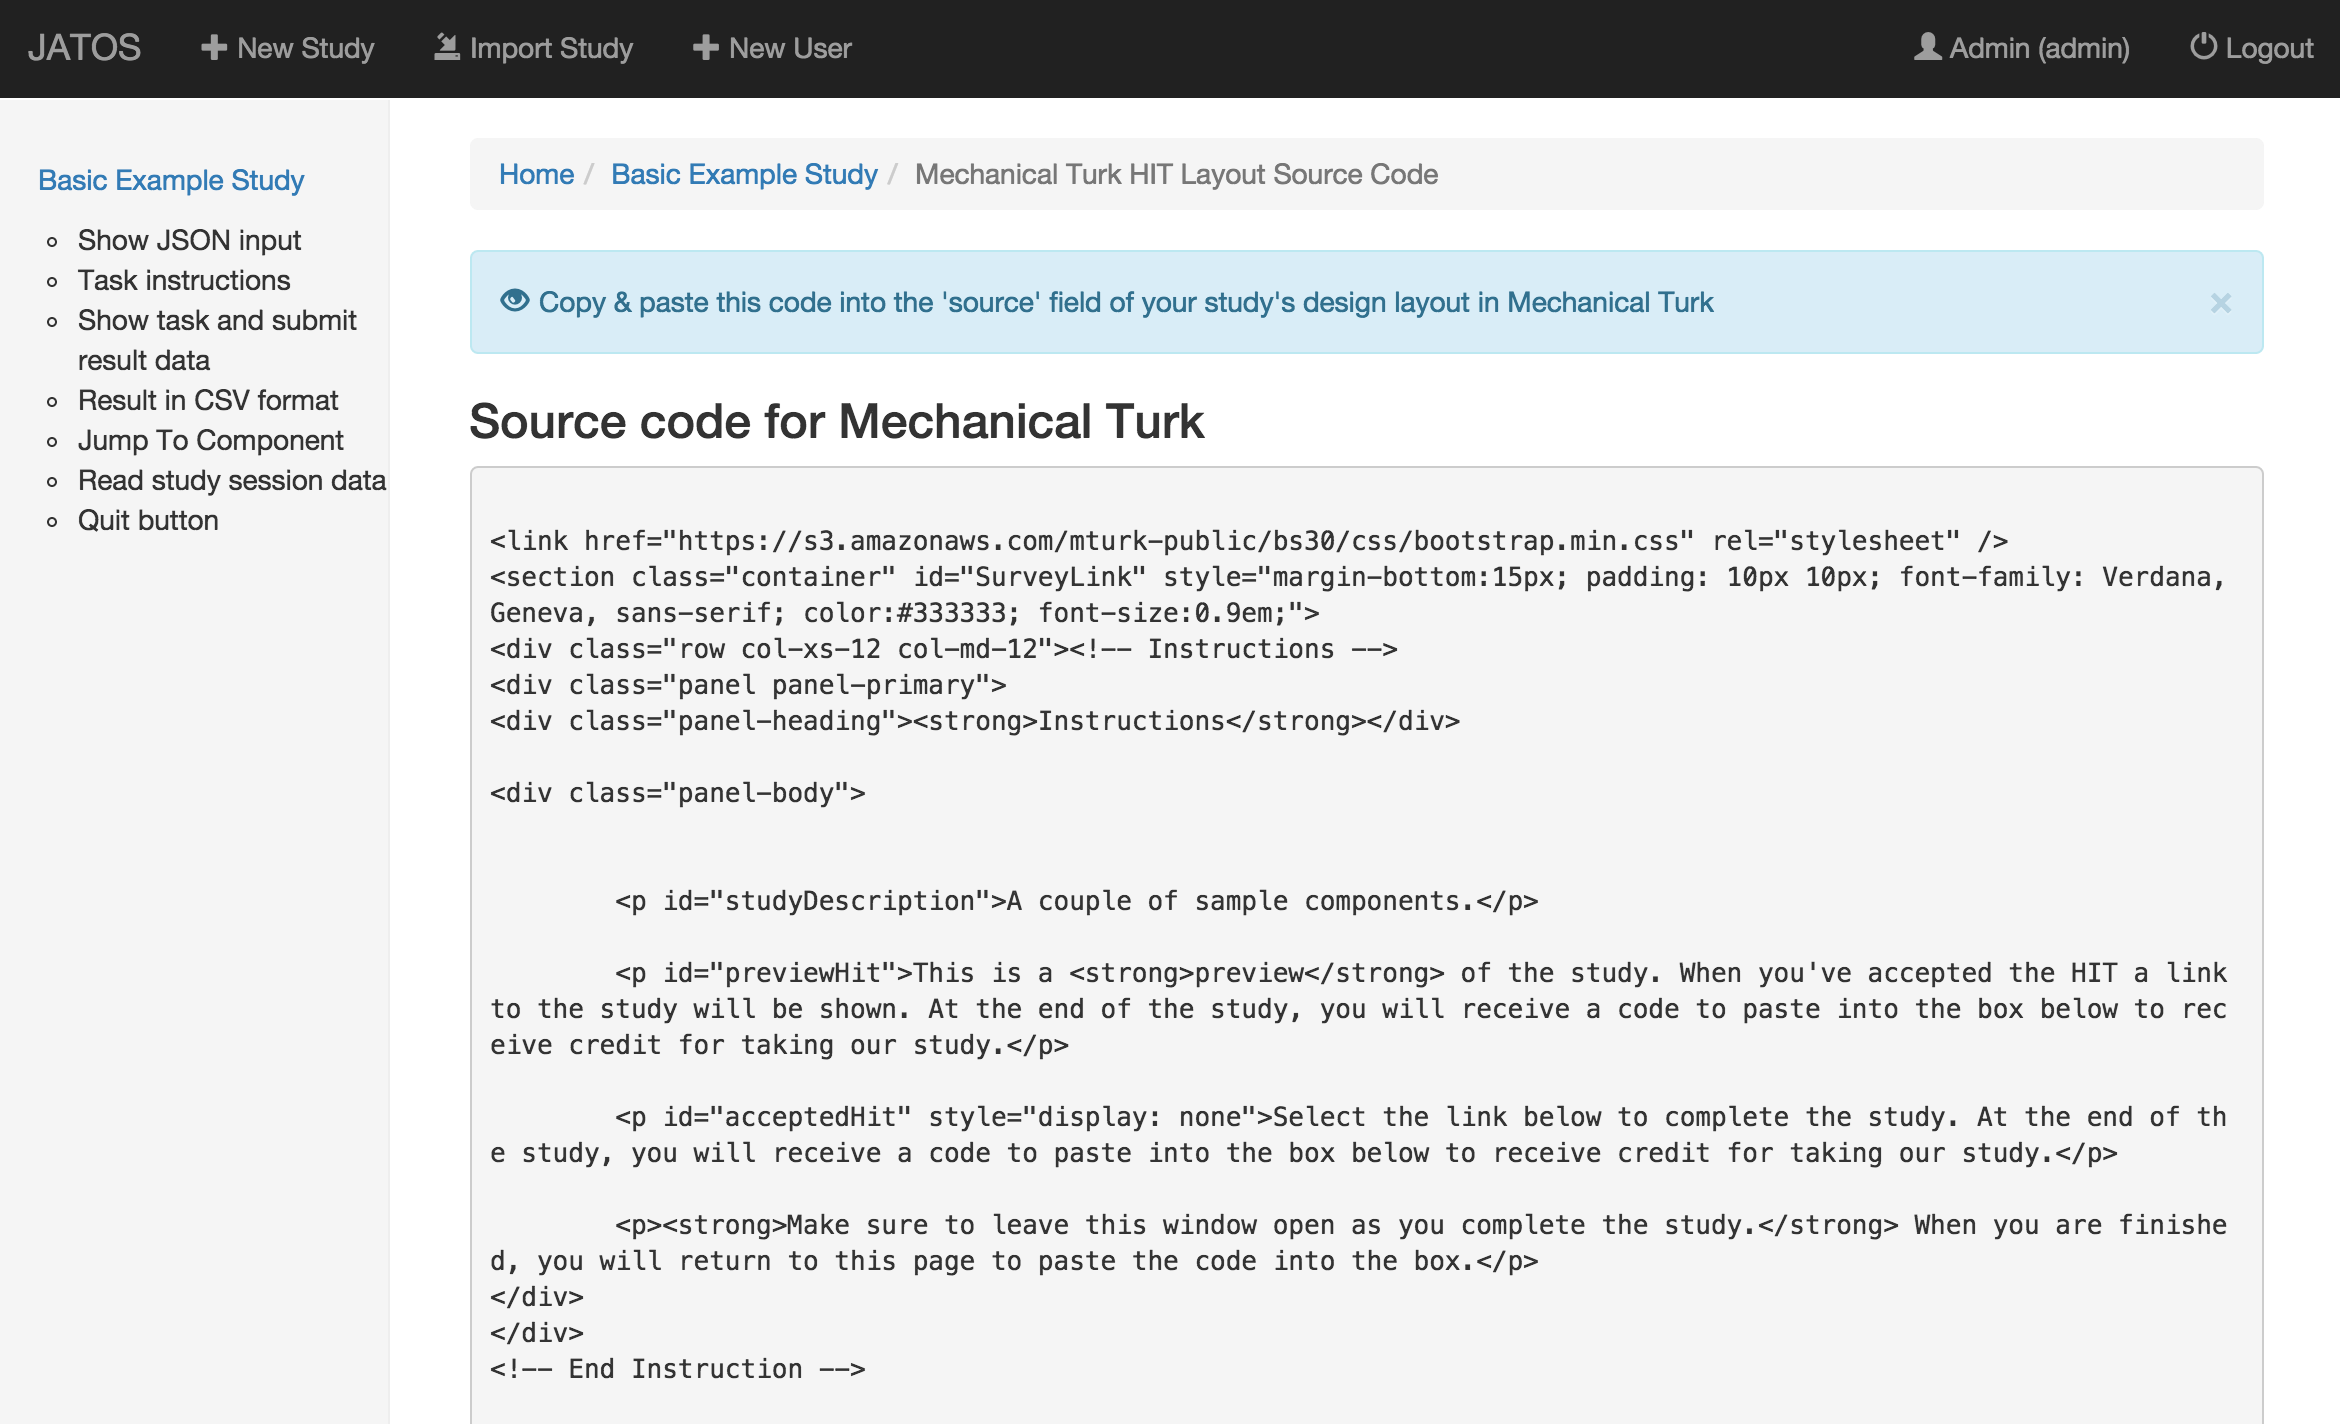 JATOS New Study Import Study New User Admin (admin) Logout
Basic Example Study
Show JSON input
Task instructions
Show task and submit
result data
Result in CSV format
Jump To Component
Read study session data
Quit button
Home / Basic Example Study / Mechanical Turk HIT Layout Source Code
Copy & paste this code into the 'source' field of your study's design layout in Mechanical Turk ×
Source code for Mechanical Turk
<link href="https://s3.amazonaws.com/mturk-public/bs30/css/bootstrap.min.css" rel="stylesheet" />
<section class="container" id="SurveyLink" style="margin-bottom:15px; padding: 10px 10px; font-family: Verdana,
Geneva, sans-serif; color:#333333; font-size:0.9em;">
<div class="row col-xs-12 col-md-12"><!-- Instructions -->
<div class="panel panel-primary">
<div class="panel-heading"><strong>Instructions</strong></div>
<div class="panel-body">
<p id="studyDescription">A couple of sample components.</p>
<p id="previewHit">This is a <strong>preview</strong> of the study. When you've accepted the HIT a link
to the study will be shown. At the end of the study, you will receive a code to paste into the box below to rec
eive credit for taking our study.</p>
<p id="acceptedHit" style="display: none">Select the link below to complete the study. At the end of th
e study, you will receive a code to paste into the box below to receive credit for taking our study.</p>
<p><strong>Make sure to leave this window open as you complete the study.</strong> When you are finishe
d, you will return to this page to paste the code into the box.</p>
</div>
</div>
<!-- End Instruction -->